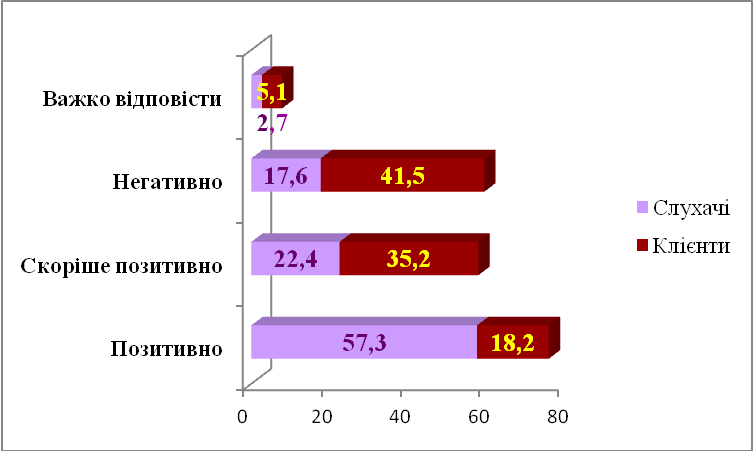 Важко відповісти
5,1
2,7
Негативно
17,6
41,5
Скоріше позитивно
22,4
35,2
Позитивно
57,3
18,2
0
20
40
60
80
Слухачі
Клієнти